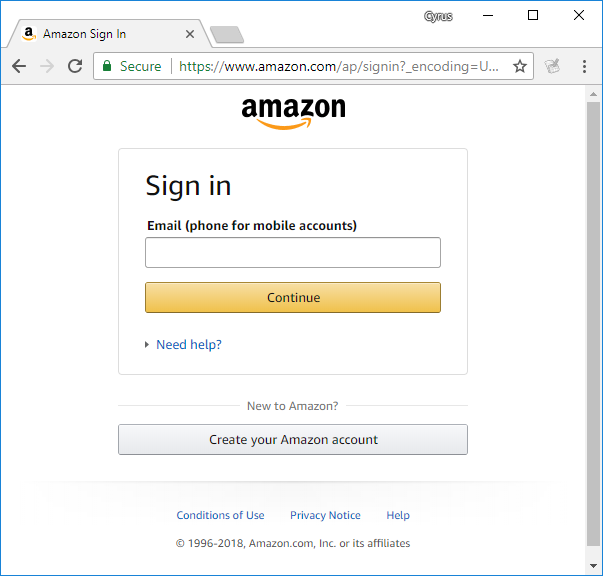 Cyrus
Amazon Sign In
Secure https://www.amazon.com/ap/signin?_encoding=U...
amazon
Sign in
Email (phone for mobile accounts)
Continue
Need help?
New to Amazon?
Create your Amazon account
Conditions of Use Privacy Notice Help
© 1996-2018, Amazon.com, Inc. or its affiliates